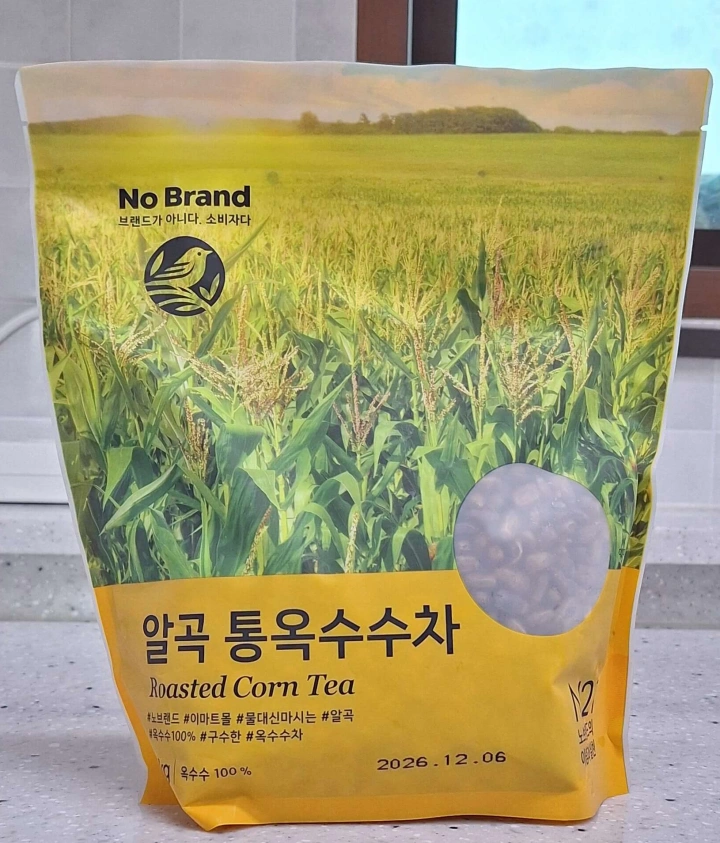 No Brand
브랜드가 아니다. 소비자다
알곡 통옥수수차
Roasted Corn Tea
#노브랜드 #이마트몰 #물대신마시는 #알곡
#옥수수100% #구수한 #옥수수차
옥수수 100%
2026.12.06